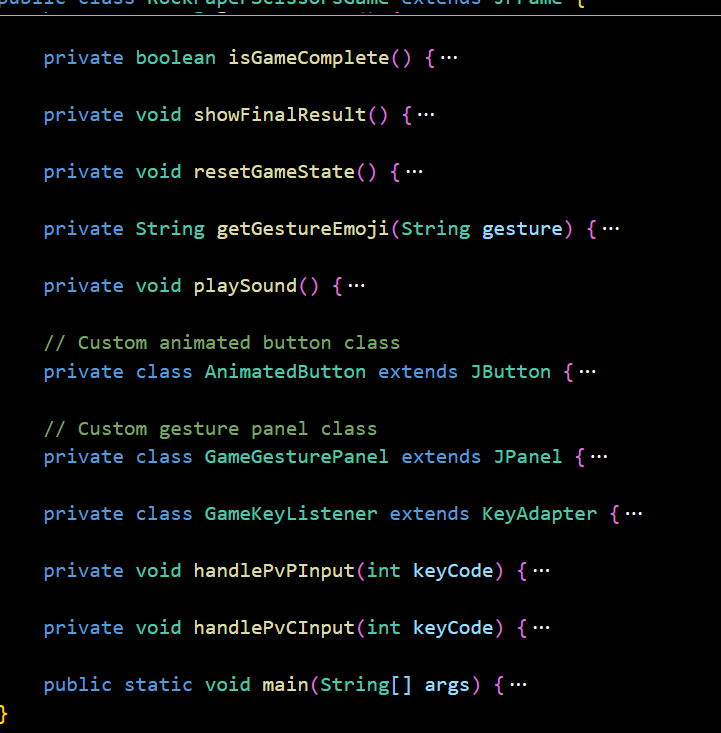 public class RockPaperScissorsGame extends JFrame {
private boolean isGameComplete() {···
private void showFinalResult() {···
private void resetGameState() {···
private String getGestureEmoji(String gesture) {···
private void playSound() {···
// Custom animated button class
private class AnimatedButton extends JButton {···
// Custom gesture panel class
private class GameGesturePanel extends JPanel {···
private class GameKeyListener extends KeyAdapter {···
private void handlePvPInput(int keyCode) {···
private void handlePvCInput(int keyCode) {···
public static void main(String[] args) {···
}